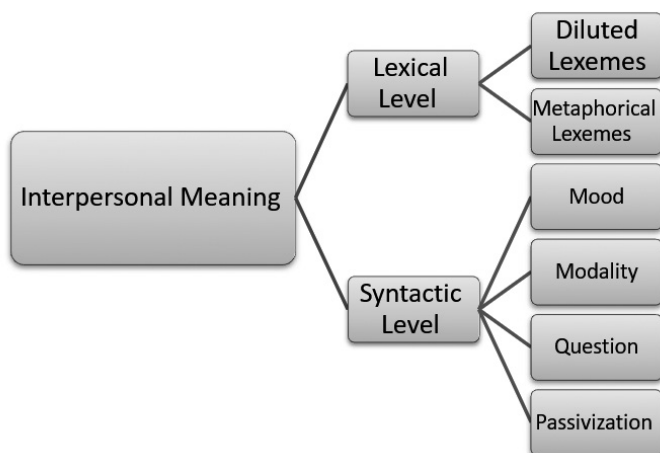 Interpersonal Meaning
Lexical
Level
Diluted
Lexemes
Metaphorical
Lexemes
Syntactic
Level
Mood
Modality
Question
Passivization